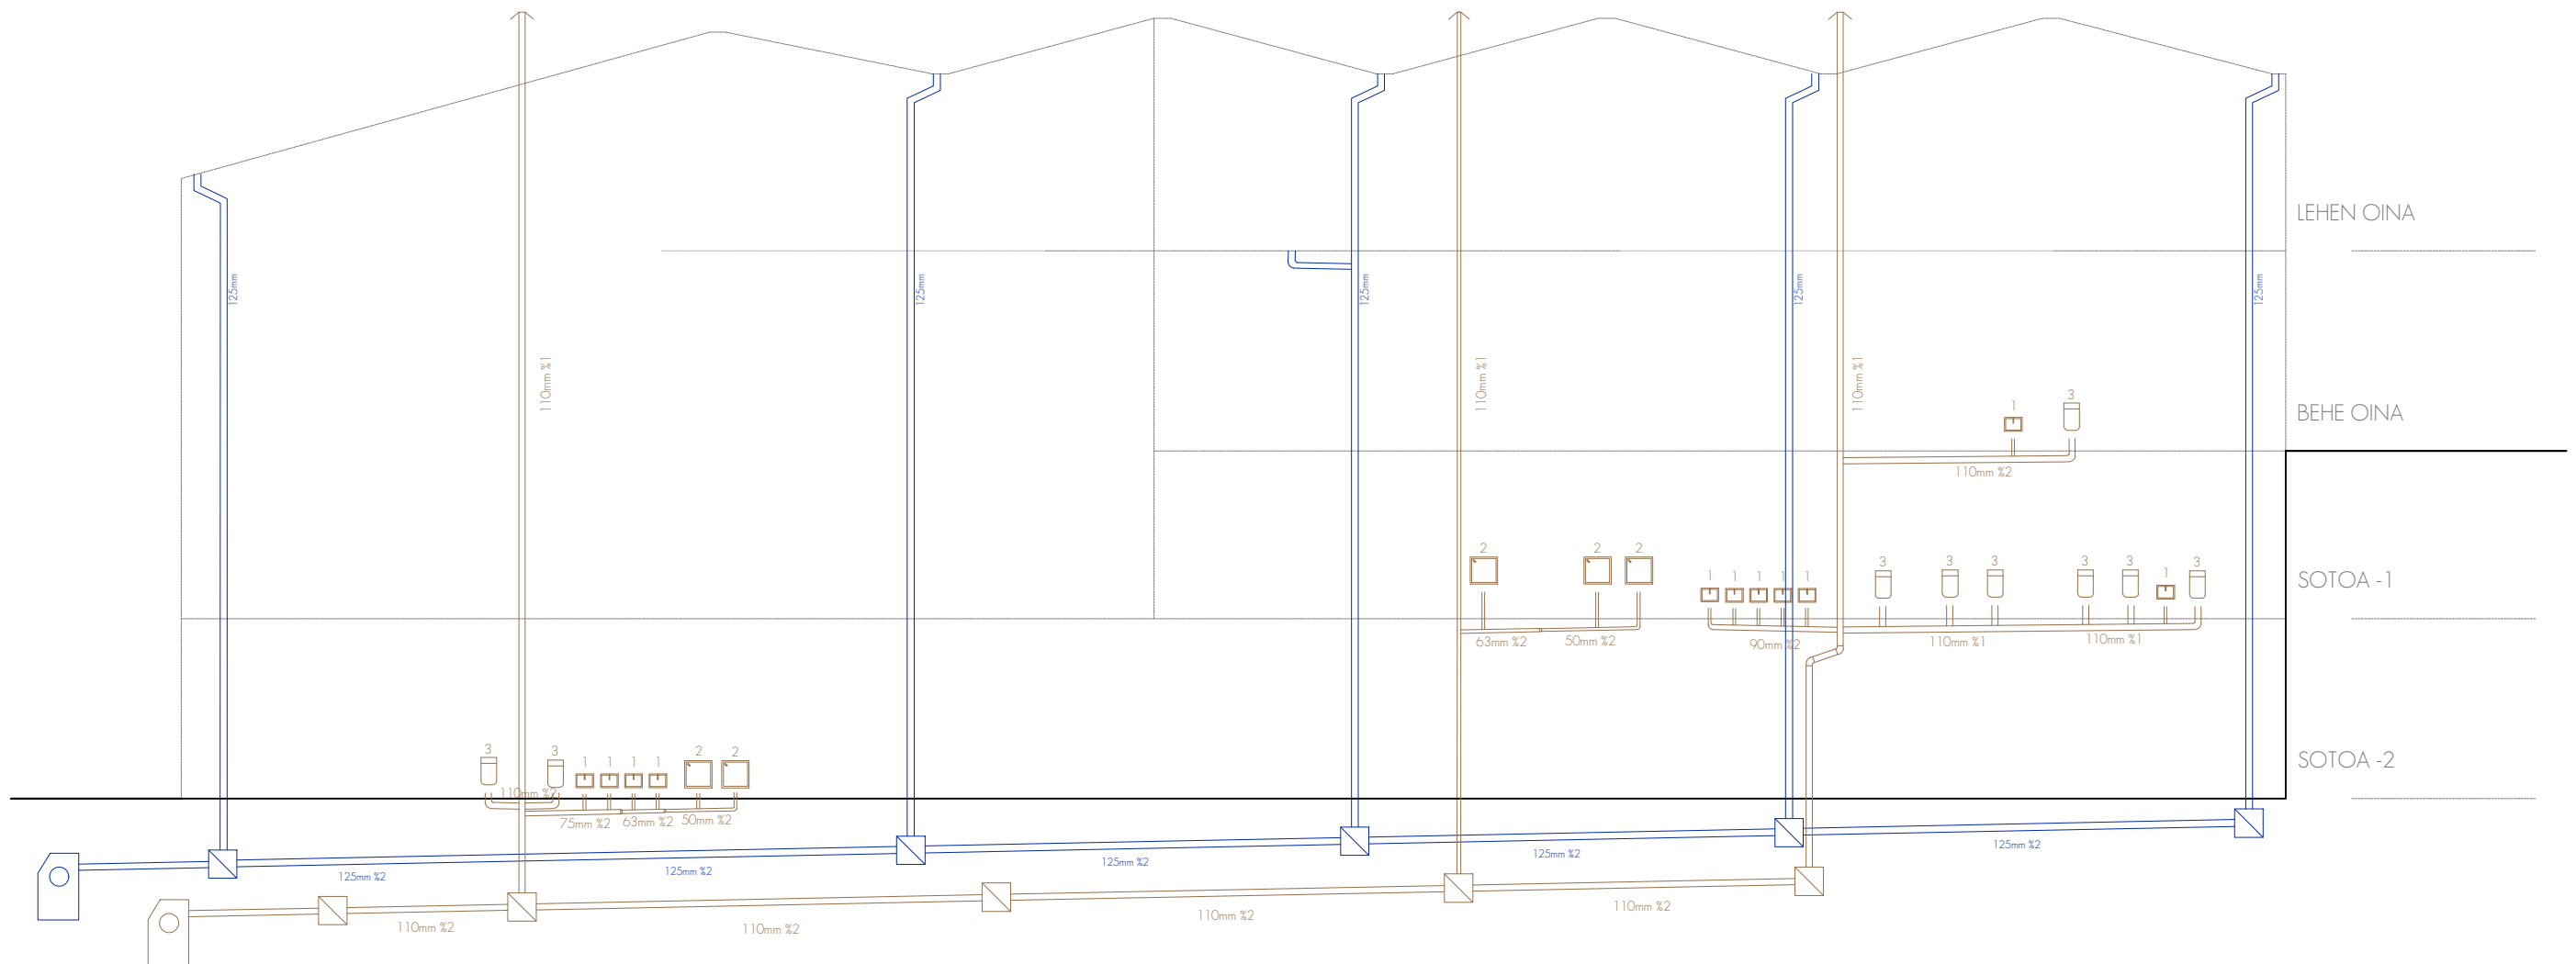 LEHEN OINA
125mm
125mm
125mm
125mm
125mm
110mm %1
110mm %1
110mm %1
1
3
BEHE OINA
110mm %2
2
2
2
1
1
1
1
1
3
3
3
3
3
1
3
SOTOA -1
63mm %2
50mm %2
90mm %2
110mm %1
110mm %1
3
3
1
1
1
1
2
2
SOTOA -2
110mm %2
75mm %2
63mm %2
50mm %2
125mm %2
125mm %2
125mm %2
125mm %2
125mm %2
110mm %2
110mm %2
110mm %2
110mm %2